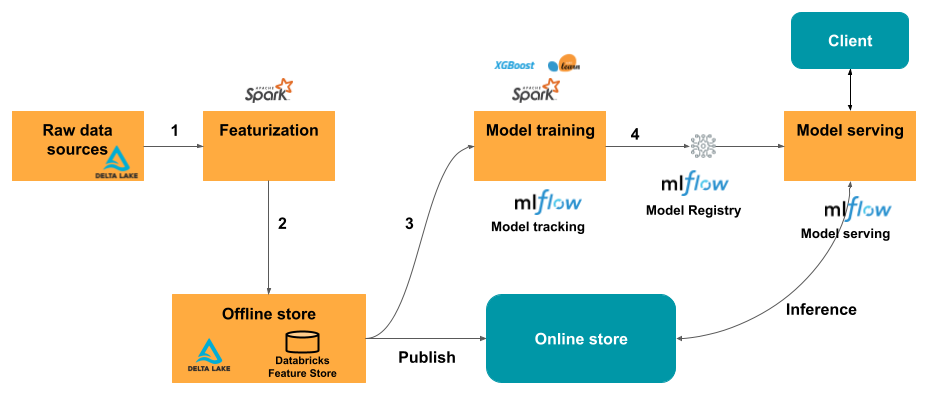 Client
XGBoost
learn
APACHE
Spark
APACHE
Spark
Raw data
sources
DELTA LAKE
1
Featurization
Model training
4
Model serving
mlflow
Model tracking
mlflow
Model Registry
mlflow
Model serving
2
3
Offline store
DELTA LAKE
Databricks
Feature Store
Publish
Online store
Inference